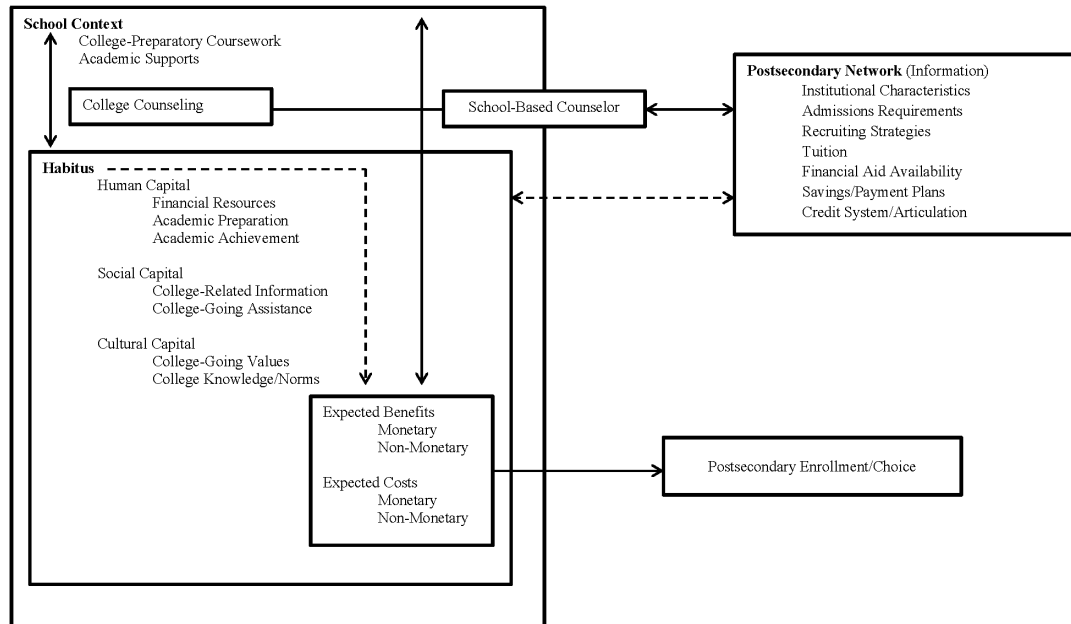 School Context
College-Preparatory Coursework
Academic Supports
College Counseling
School-Based Counselor
Postsecondary Network (Information)
Institutional Characteristics
Admissions Requirements
Recruiting Strategies
Tuition
Financial Aid Availability
Savings/Payment Plans
Credit System/Articulation
Habitus
Human Capital
Financial Resources
Academic Preparation
Academic Achievement
Social Capital
College-Related Information
College-Going Assistance
Cultural Capital
College-Going Values
College Knowledge/Norms
Expected Benefits
Monetary
Non-Monetary
Expected Costs
Monetary
Non-Monetary
Postsecondary Enrollment/Choice